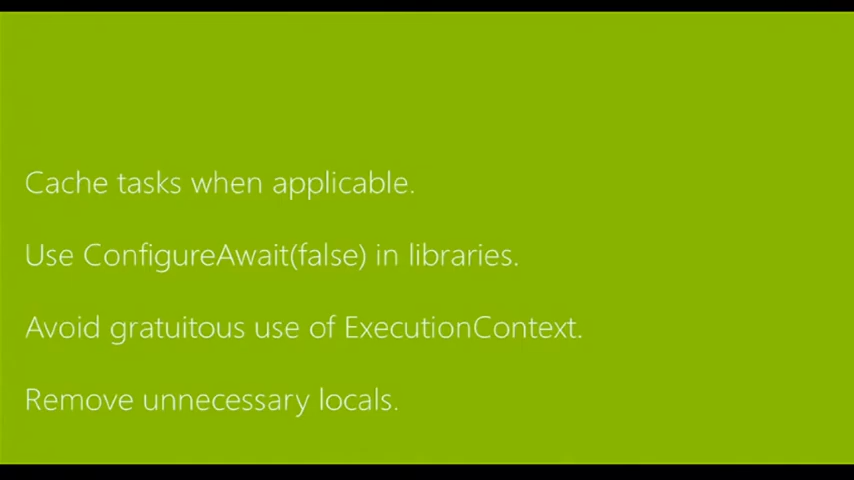 Cache tasks when applicable.
Use ConfigureAwait(false) in libraries.
Avoid gratuitous use of ExecutionContext.
Remove unnecessary locals.